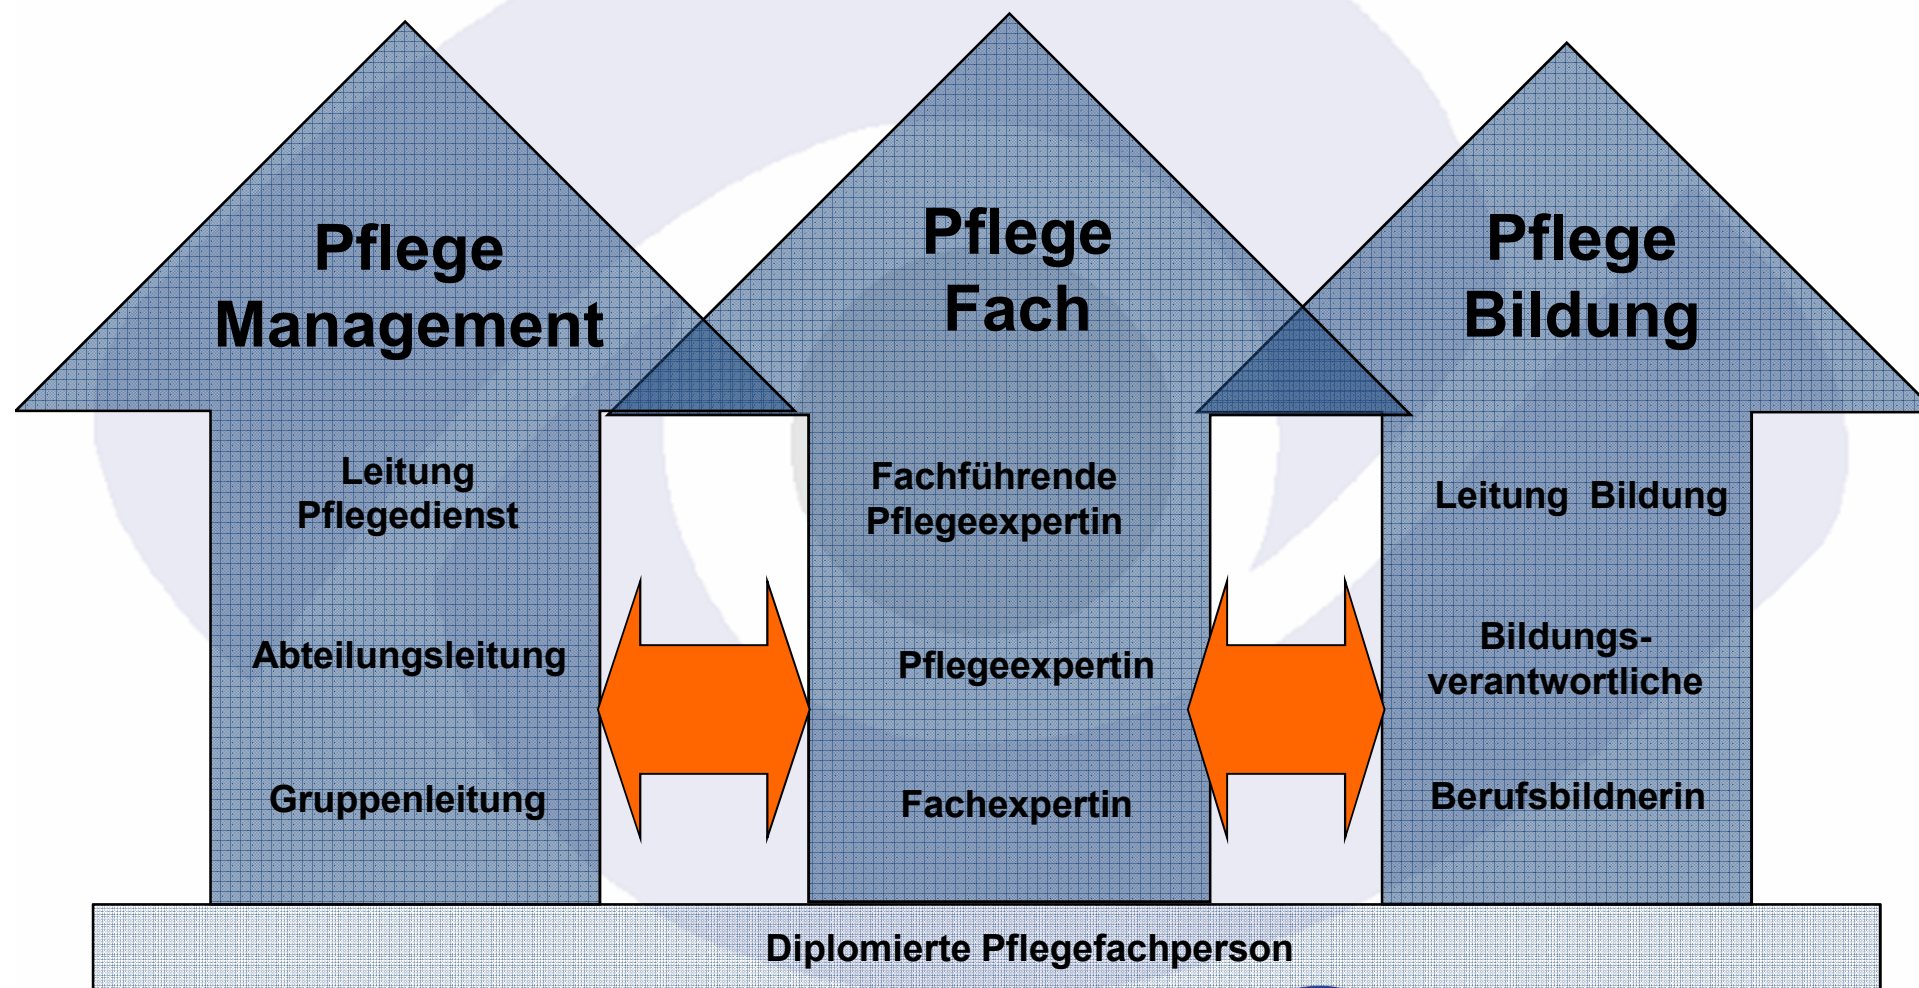 Pflege
Management
Leitung
Pflegedienst
Abteilungsleitung
Gruppenleitung
Pflege
Fach
Fachführende
Pflegeexpertin
Pflegeexpertin
Fachexpertin
Pflege
Bildung
Leitung Bildung
Bildungs-
verantwortliche
Berufsbildnerin
Diplomierte Pflegefachperson